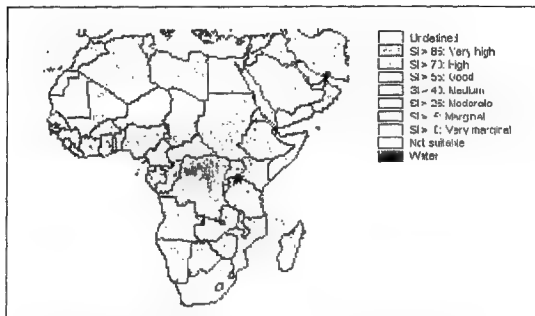 Undefined
SI > 85: Very high
SI > 70: High
SI > 55: Good
SI > 40: Medium
SI > 25: Moderate
SI > 5: Marginal
SI > 0: Very marginal
Not suitable
Water